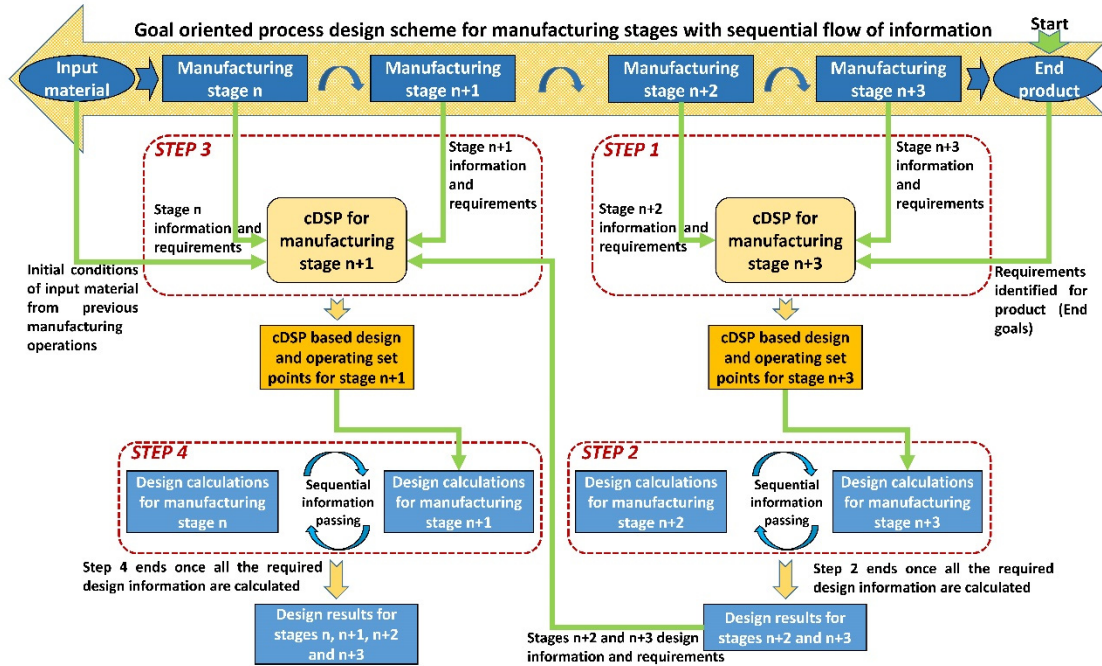 Goal oriented process design scheme for manufacturing stages with sequential flow of information
Start
Input
material
Manufacturing
stage n
Manufacturing
stage n+1
Manufacturing
stage n+2
Manufacturing
stage n+3
End
product
STEP 3
Stage n+1
information
and
requirements
Stage n
information and
requirements
cDSP for
manufacturing
stage n+1
Initial conditions
of input material
from previous
manufacturing
operations
STEP 1
Stage n+3
information
and
requirements
Stage n+2
information and
requirements
cDSP for
manufacturing
stage n+3
Requirements
identified for
product (End
goals)
cDSP based design
and operating set
points for stage n+1
cDSP based design
and operating set
points for stage n+3
STEP 4
Design calculations
for manufacturing
stage n
Sequential
information
passing
Design calculations
for manufacturing
stage n+1
STEP 2
Design calculations
for manufacturing
stage n+2
Sequential
information
passing
Design calculations
for manufacturing
stage n+3
Step 4 ends once all the required
design information are calculated
Step 2 ends once all the required
design information are calculated
Design results for
stages n, n+1, n+2
and n+3
Stages n+2 and n+3 design
information and requirements
Design results for
stages n+2 and n+3